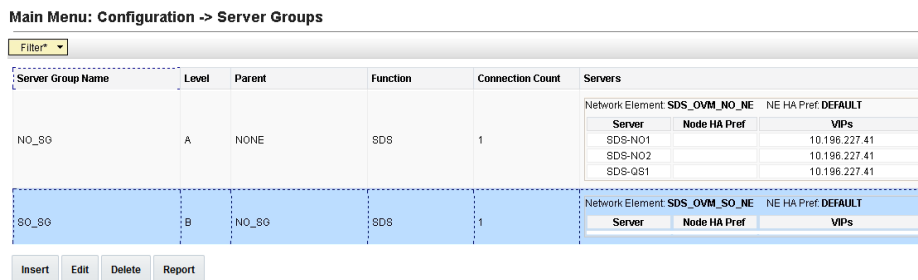 Main Menu: Configuration -> Server Groups
Filter*
Server Group Name Level Parent Function Connection Count Servers
Network Element: SDS_OVM_NO_NE NE HA Pref: DEFAULT
Server Node HA Pref VIPs
NO_SG A NONE SDS 1
SDS-NO1 10.196.227.41
SDS-NO2 10.196.227.41
SDS-QS1 10.196.227.41
Network Element: SDS_OVM_SO_NE NE HA Pref: DEFAULT
SO_SG B NO_SG SDS 1
Server Node HA Pref VIPs
Insert Edit Delete Report